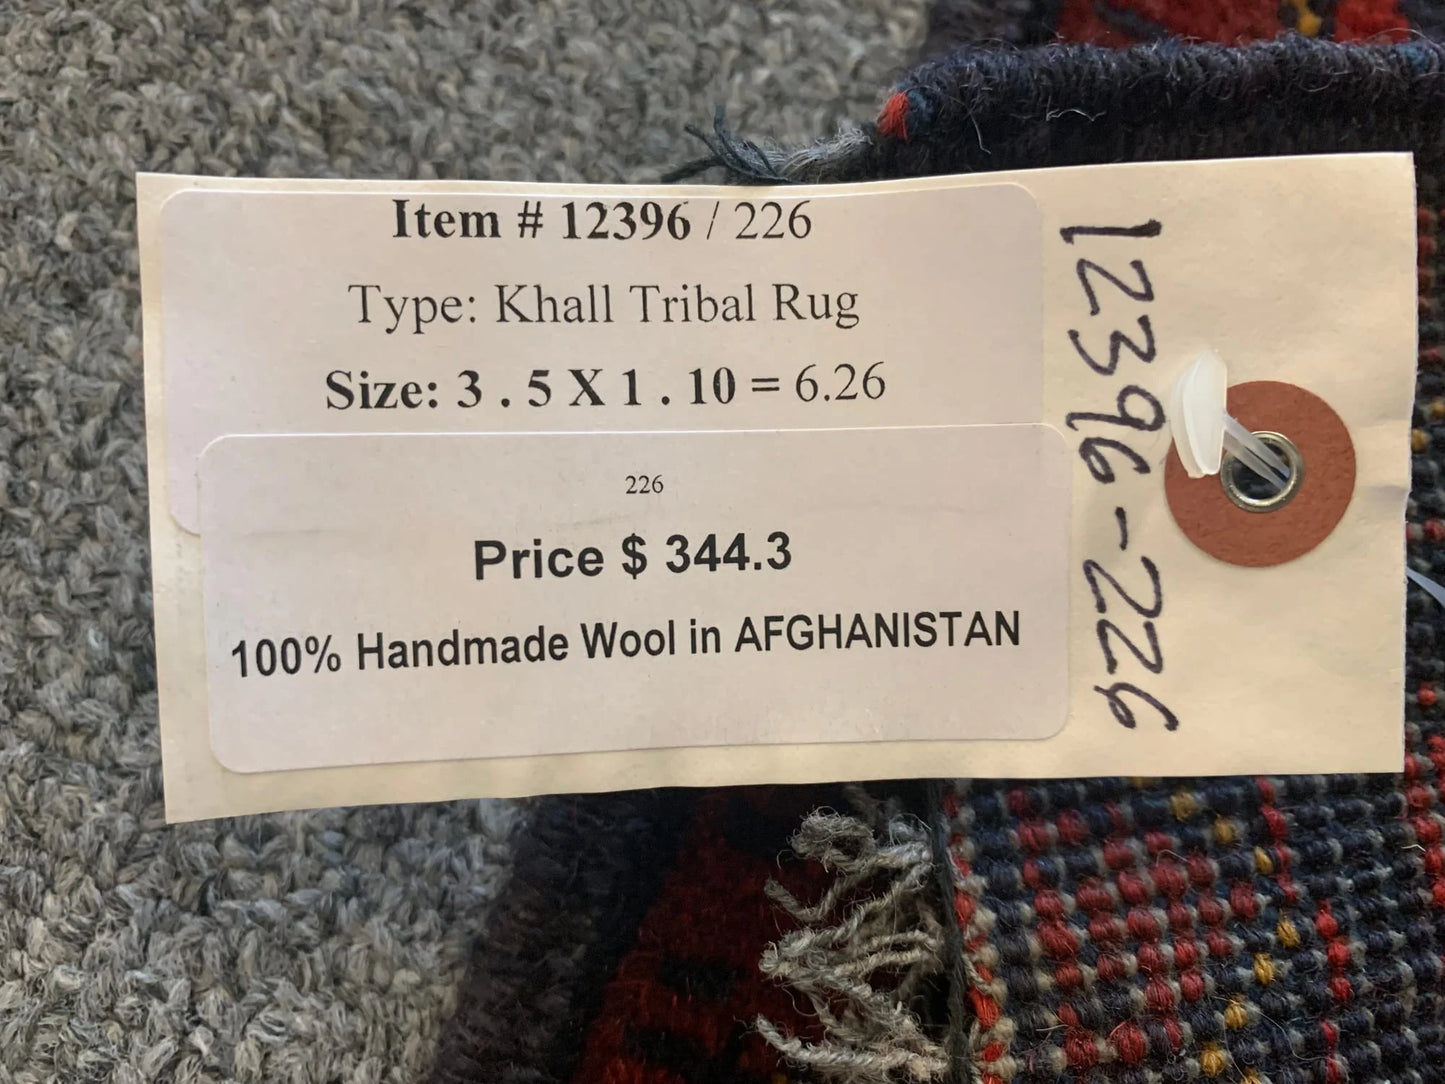 Item # 12396 / 226
Type: Khall Tribal Rug
Size: 3 . 5 X 1 . 10 = 6.26
226
Price $ 344.3
100% Handmade Wool in AFGHANISTAN
12396-226